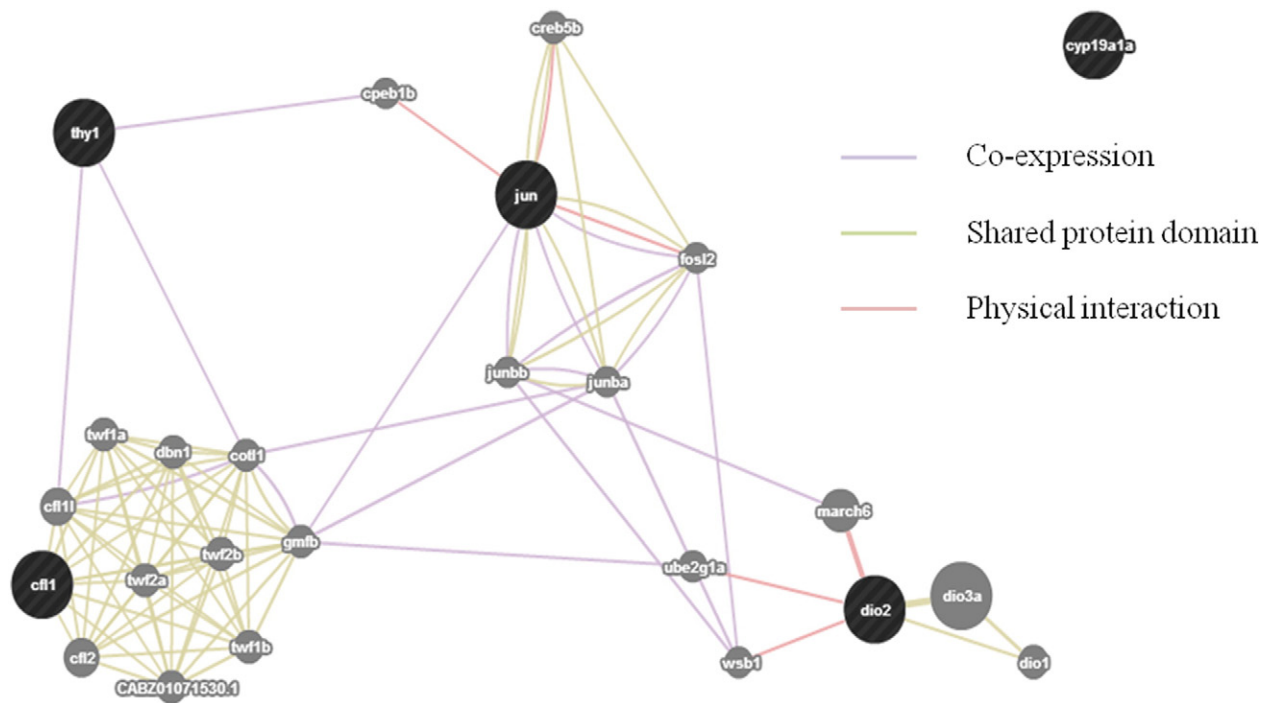 creb5b
cyp19a1a
cpeb1b
thy1
Co-expression
jun
Shared protein domain
fosl2
Physical interaction
junbb
junba
twf1a
dbn1
cotl1
cfl1l
march6
gmfb
twf2b
ube2g1a
twf2a
cfl1
dio3a
dio2
twf1b
cfl2
wsb1
dio1
CABZ01071530.1